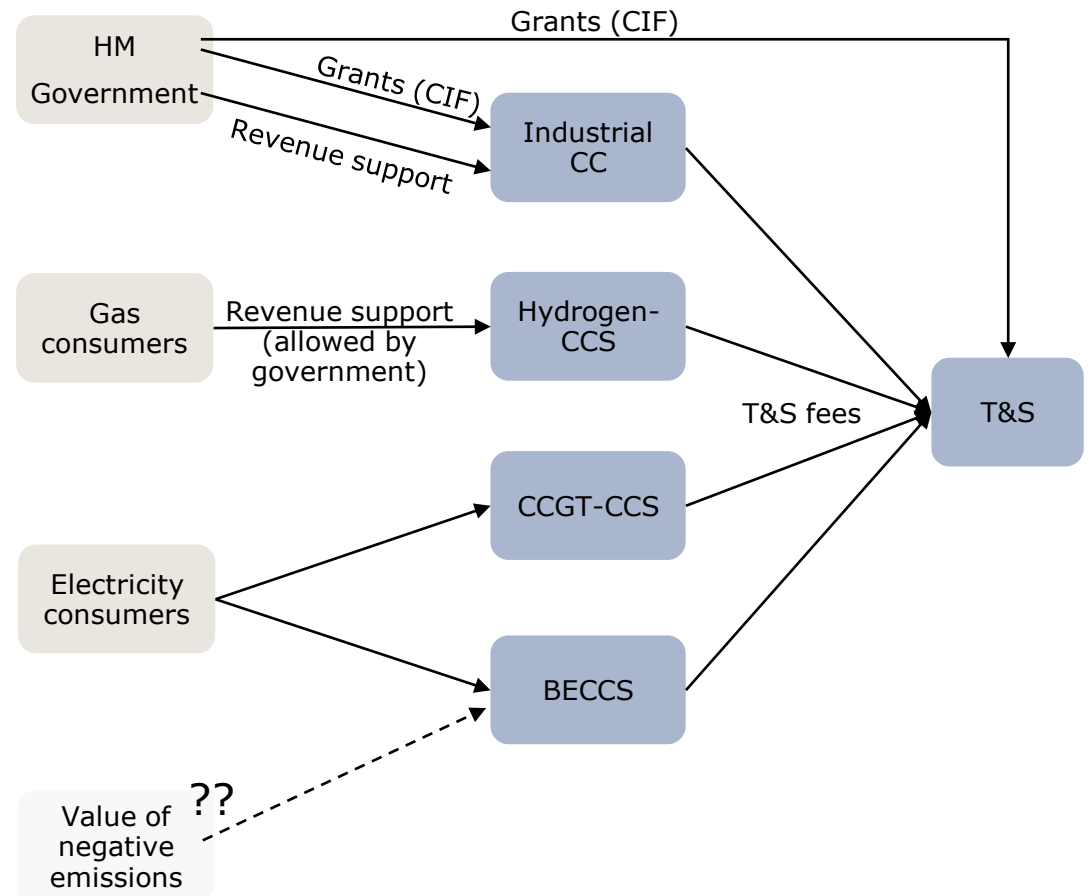 Grants (CIF)
HM
Government
Grants (CIF)
Revenue support
Industrial
CC
Gas
consumers
Revenue support
(allowed by
government)
Hydrogen-
CCS
T&S fees
T&S
CCGT-CCS
Electricity
consumers
BECCS
??
Value of
negative
emissions